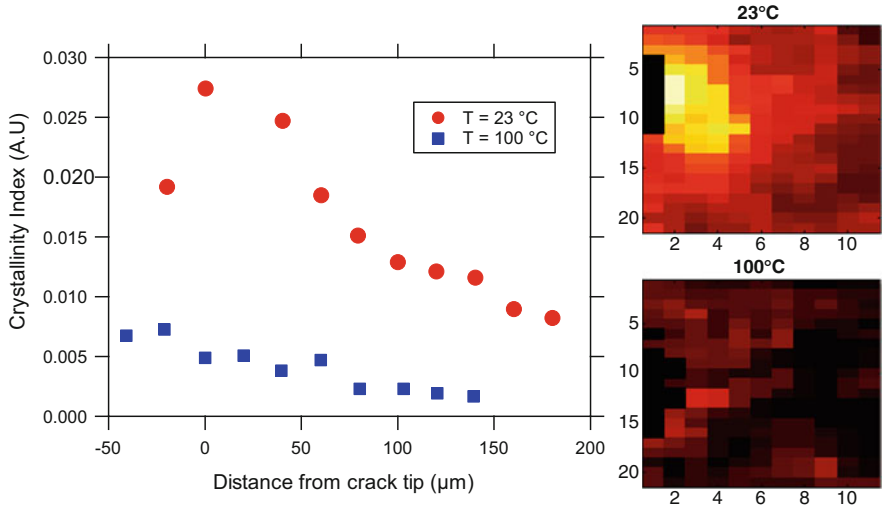 0.030
0.025
0.020
0.015
0.010
0.005
0.000
Crystallinity Index (A.U)
-50 0 50 100 150 200
Distance from crack tip (µm)
T = 23 °C
T = 100 °C
23°C
5
10
15
20
2 4 6 8 10
100°C
5
10
15
20
2 4 6 8 10